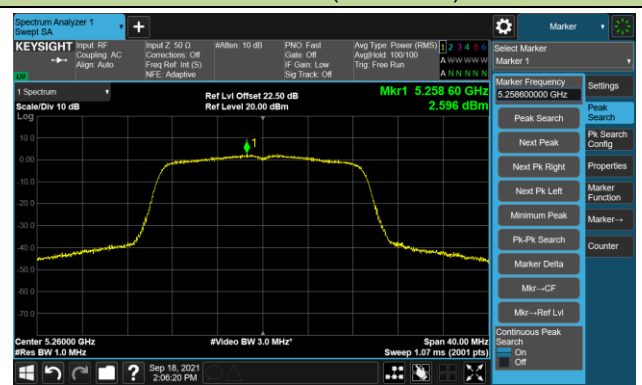 Spectrum Analyzer 1
Swept SA
+
Marker
KEYSIGHT
Input: RF
Coupling: AC
Align: Auto
Input Z: 50 Ω
Corrections: Off
Freq Ref: Int (S)
NFE: Adaptive
#Atten: 10 dB
PNO: Fast
Gate: Off
IF Gain: Low
Sig Track: Off
Avg Type: Power (RMS)
Avg|Hold: 100/100
Trig: Free Run
1 2 3 4 5 6
A W W W W W
A N N N N N
Select Marker
Marker 1
LXI
1 Spectrum
Scale/Div 10 dB
Ref Lvl Offset 22.50 dB
Ref Level 20.00 dBm
Mkr1 5.258 60 GHz
2.596 dBm
Log
10.0
0.00
-10.0
-20.0
-30.0
-40.0
-50.0
-60.0
-70.0
1
Center 5.26000 GHz
#Res BW 1.0 MHz
#Video BW 3.0 MHz*
Span 40.00 MHz
Sweep 1.07 ms (2001 pts)
Marker Frequency
5.258600000 GHz
Peak Search
Next Peak
Next Pk Right
Next Pk Left
Minimum Peak
Pk-Pk Search
Marker Delta
Mkr→CF
Mkr→Ref Lvl
Continuous Peak
Search
On
Off
Settings
Peak
Search
Pk Search
Config
Properties
Marker
Function
Marker→
Counter
?
Sep 18, 2021
2:06:20 PM